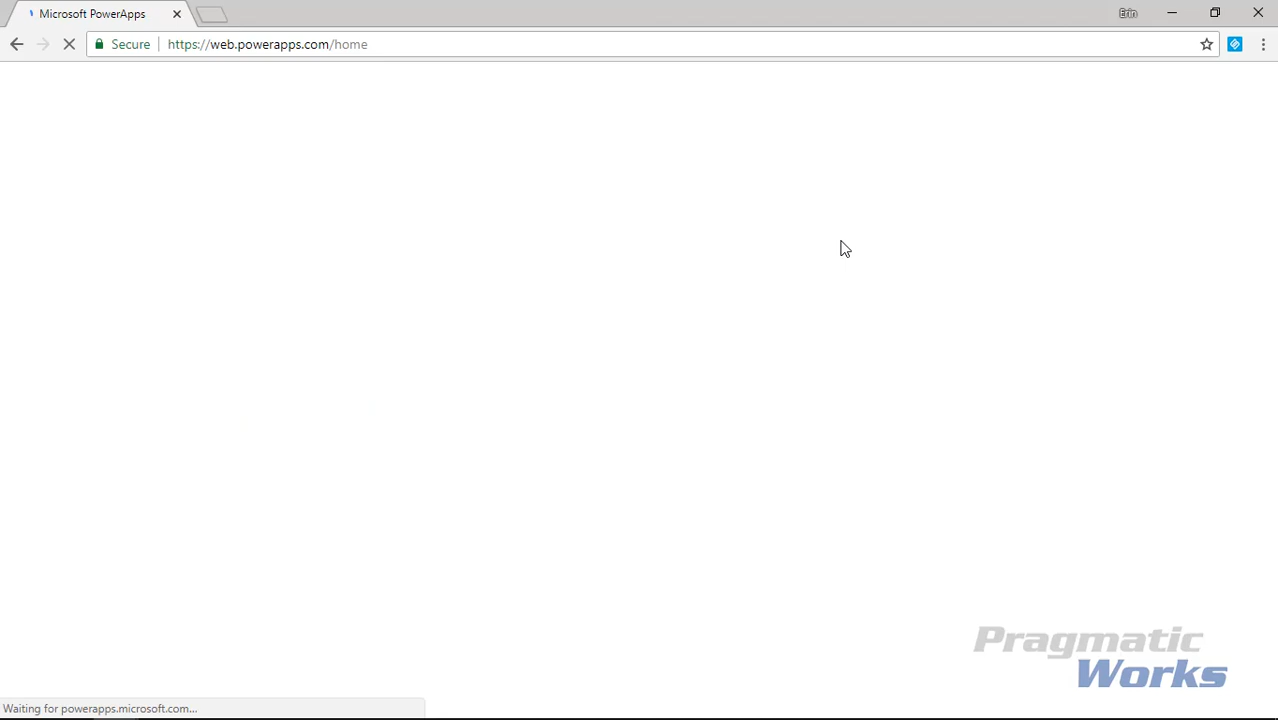 Microsoft PowerApps
Erin
Secure
https://web.powerapps.com/home
Pragmatic
Works
Waiting for powerapps.microsoft.com...